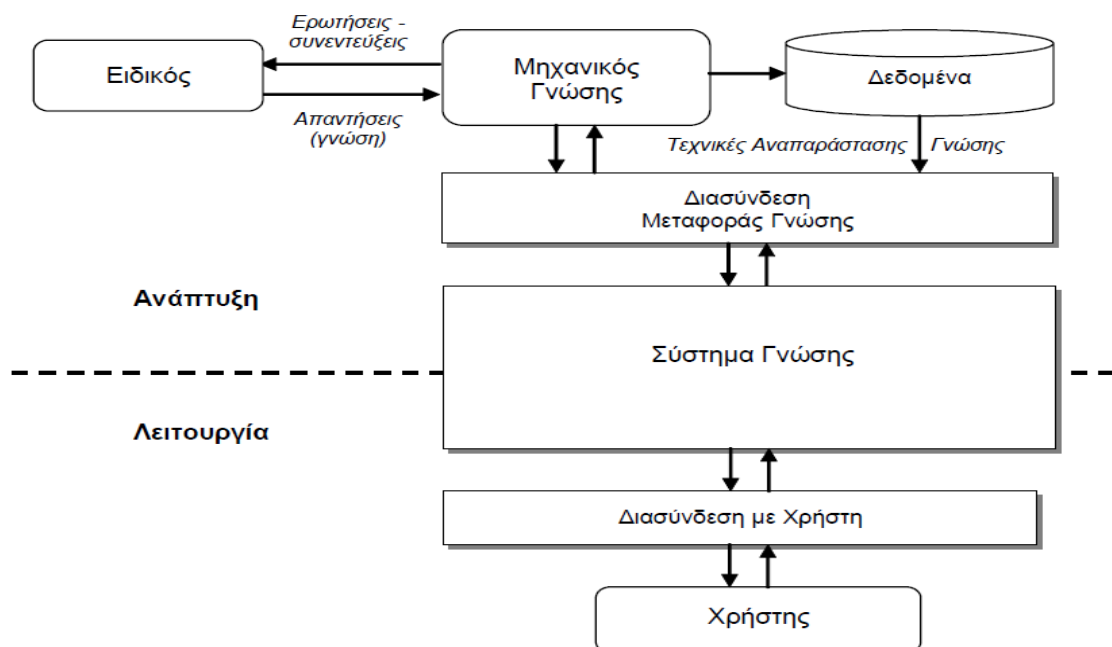 Ερωτήσεις -
συνεντεύξεις
Ειδικός
Μηχανικός
Γνώσης
Δεδομένα
Απαντήσεις
(γνώση)
Τεχνικές Αναπαράστασης Γνώσης
Διασύνδεση
Μεταφοράς Γνώσης
Ανάπτυξη
Σύστημα Γνώσης
Λειτουργία
Διασύνδεση με Χρήστη
Χρήστης